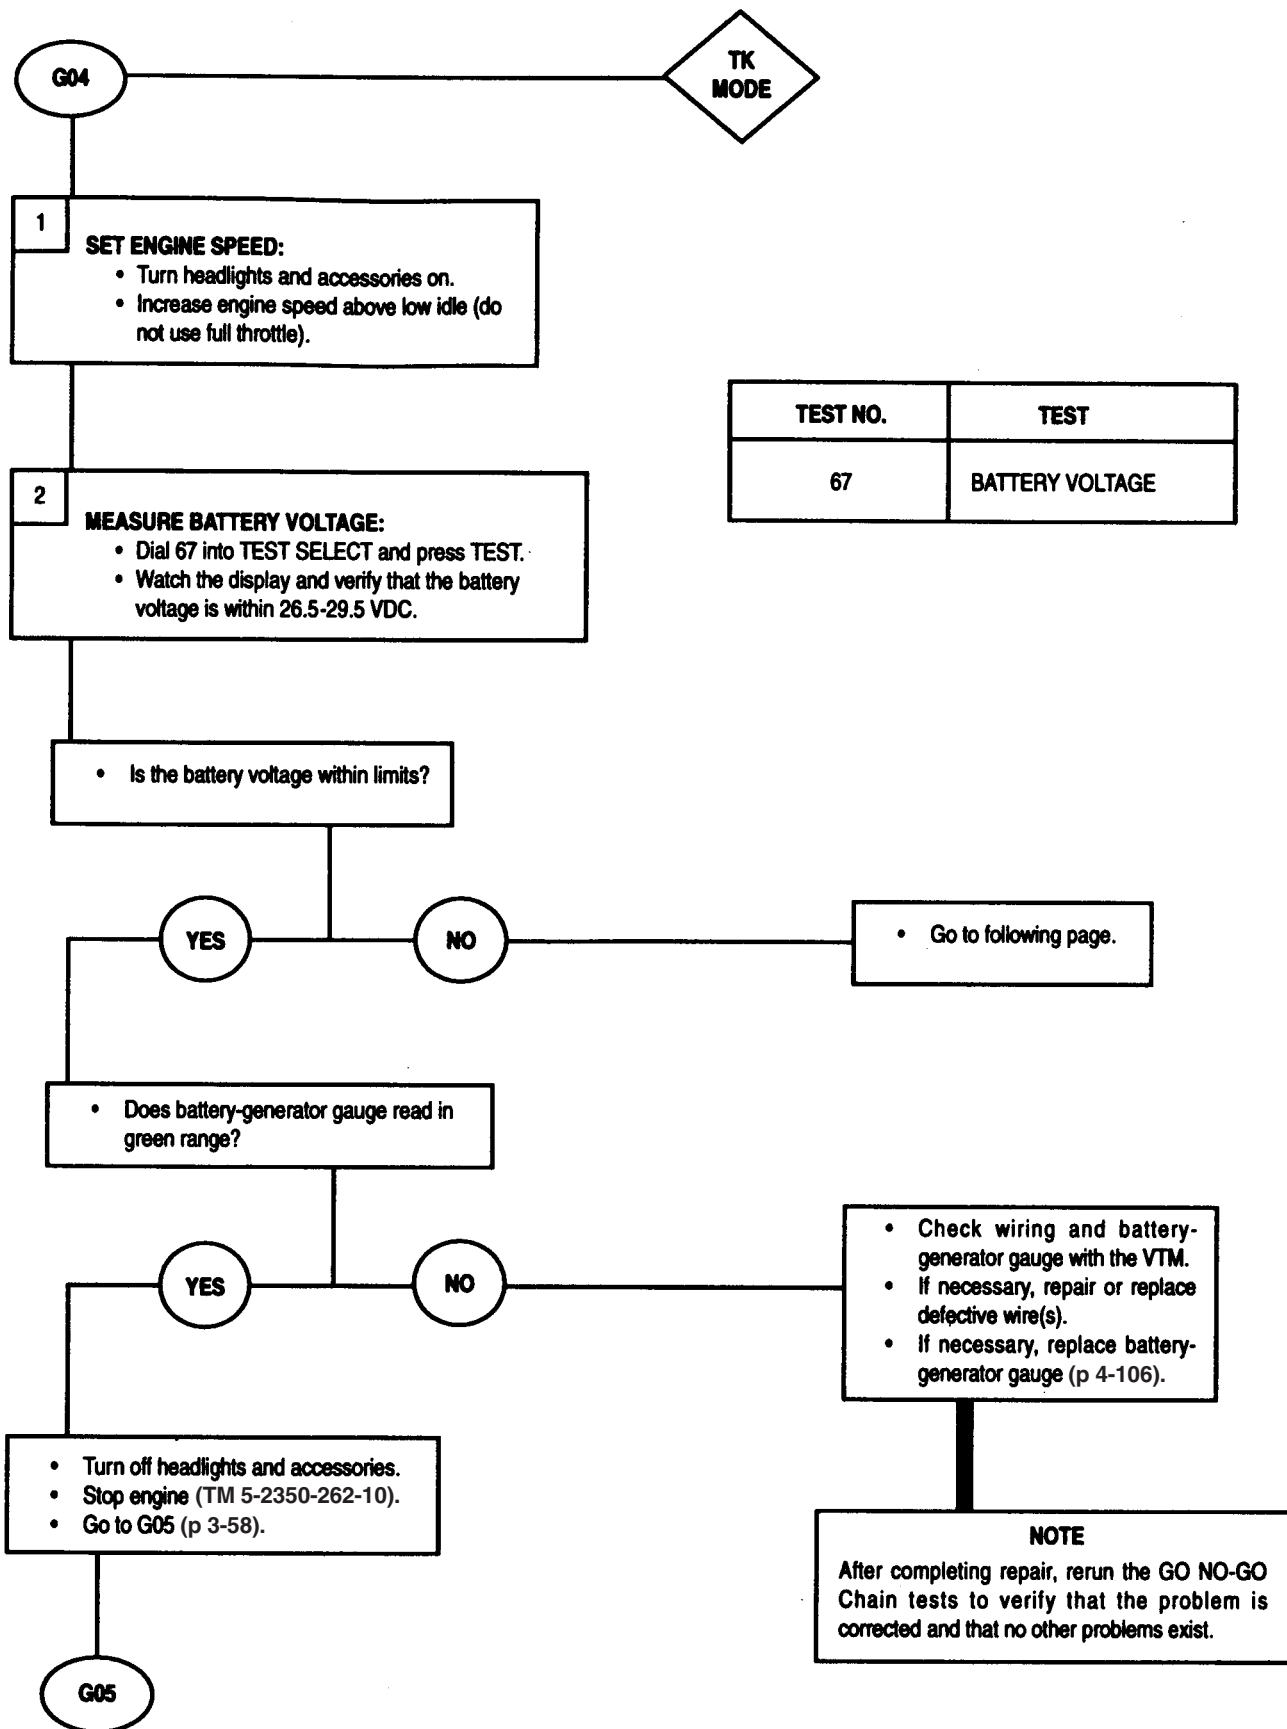 G04
TK
MODE
1
SET ENGINE SPEED:
• Turn headlights and accessories on.
• Increase engine speed above low idle (do
not use full throttle).
TEST NO.
TEST
67
BATTERY VOLTAGE
2
MEASURE BATTERY VOLTAGE:
• Dial 67 into TEST SELECT and press TEST.
• Watch the display and verify that the battery
voltage is within 26.5-29.5 VDC.
• Is the battery voltage within limits?
YES
NO
• Go to following page.
• Does battery-generator gauge read in
green range?
YES
NO
• Check wiring and battery-
generator gauge with the VTM.
• If necessary, repair or replace
defective wire(s).
• If necessary, replace battery-
generator gauge (p 4-106).
• Turn off headlights and accessories.
• Stop engine (TM 5-2350-262-10).
• Go to G05 (p 3-58).
NOTE
After completing repair, rerun the GO NO-GO
Chain tests to verify that the problem is
corrected and that no other problems exist.
G05